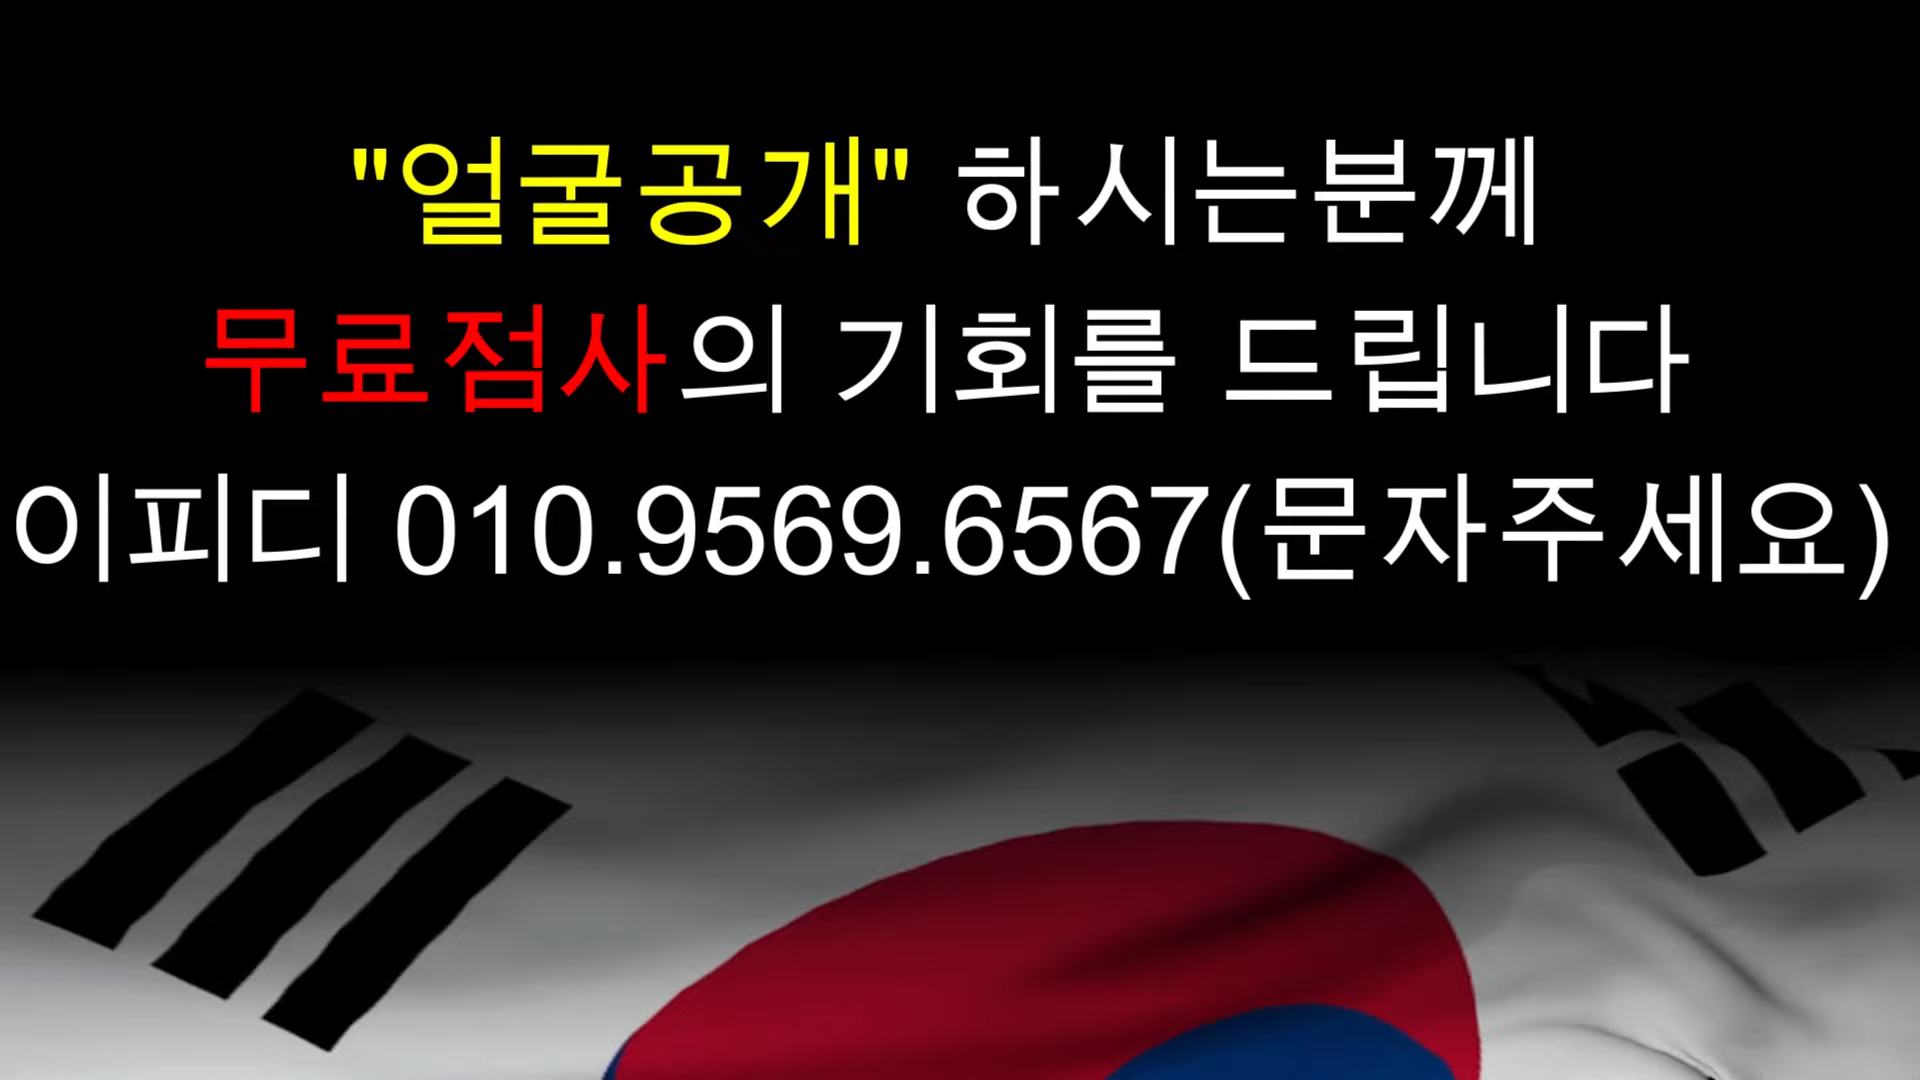 "얼굴공개" 하시는분께
무료점사의 기회를 드립니다
이피디 010.9569.6567(문자주세요)